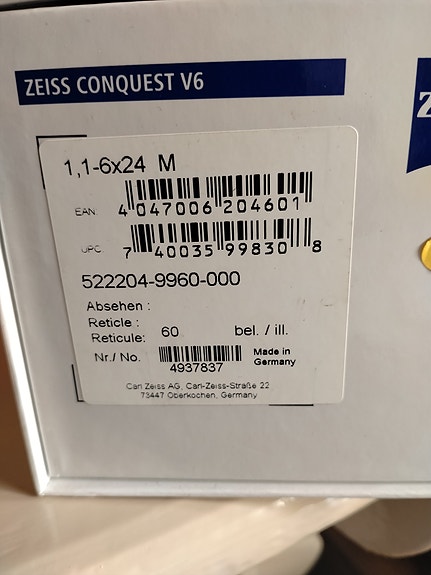 ZEISS CONQUEST V6
Z
1,1-6x24 M
EAN 4 047006 204601
UPC 7 40035 99830 8
522204-9960-000
Absehen :
Reticle : 60 bel. / ill.
Reticule:
Nr./ No. 4937837 Made in Germany
Carl Zeiss AG, Carl-Zeiss-Straße 22
73447 Oberkochen, Germany